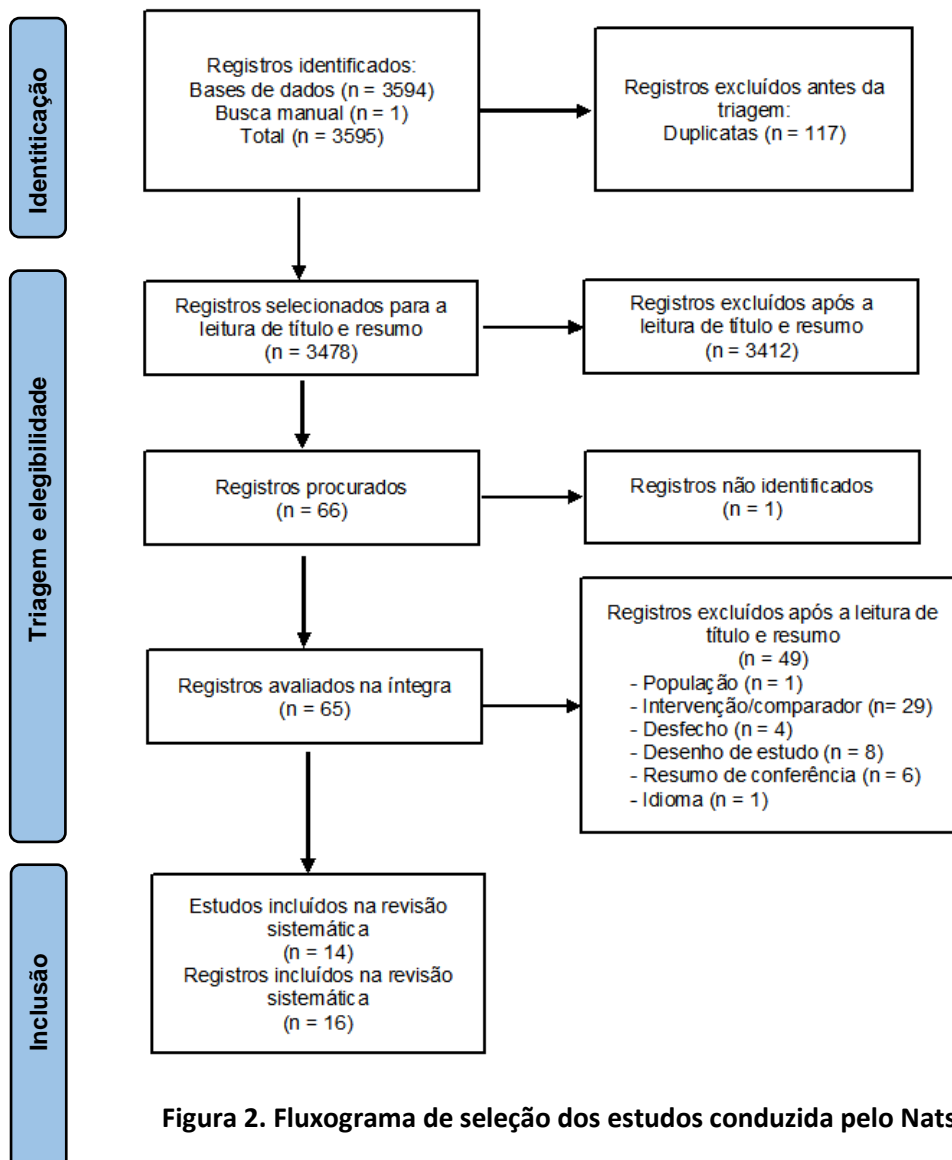 Identiticação
Registros identificados:
Bases de dados (n = 3594)
Busca manual (n = 1)
Total (n = 3595)
Registros excluídos antes da
triagem:
Duplicatas (n = 117)
Triagem e elegibilidade
Registros selecionados para a
leitura de título e resumo
(n = 3478)
Registros excluídos após a
leitura de título e resumo
(n = 3412)
Registros procurados
(n = 66)
Registros não identificados
(n = 1)
Registros avaliados na íntegra
(n = 65)
Registros excluídos após a leitura de
título e resumo
(n = 49)
- População (n = 1)
- Intervenção/comparador (n= 29)
- Desfecho (n = 4)
- Desenho de estudo (n = 8)
- Resumo de conferência (n = 6)
- Idioma (n = 1)
Inclusão
Estudos incluídos na revisão
sistemática
(n = 14)
Registros incluídos na revisão
sistemática
(n = 16)
Figura 2. Fluxograma de seleção dos estudos conduzida pelo Nats